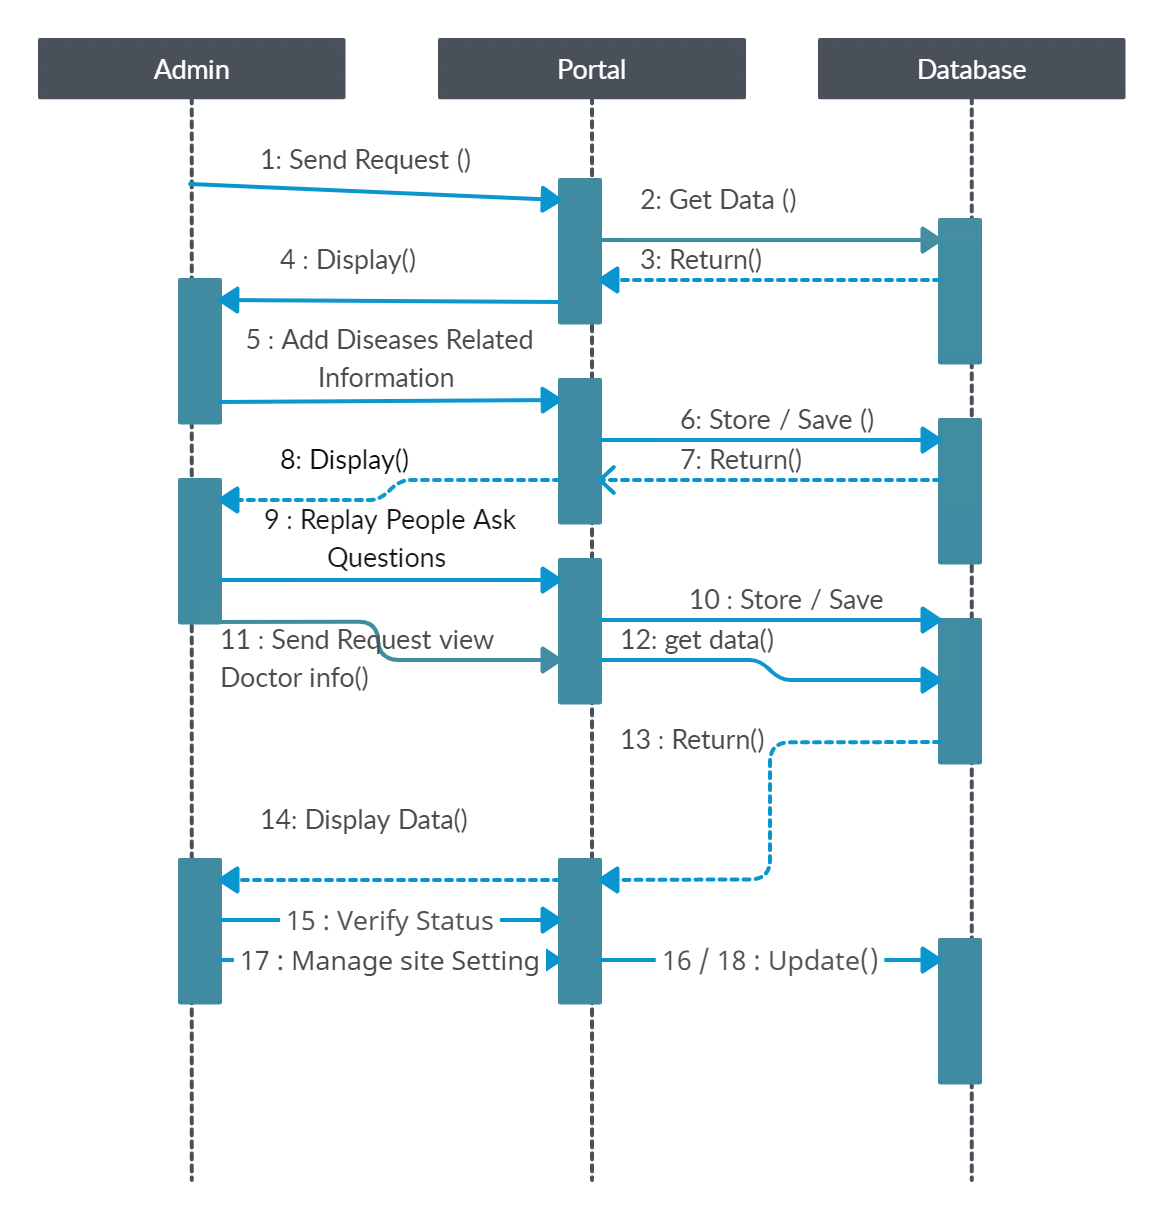 Admin
Portal
Database
1: Send Request ()
2: Get Data ()
4 : Display()
3: Return()
5 : Add Diseases Related
Information
6: Store / Save ()
8: Display()
7: Return()
9 : Replay People Ask
Questions
10 : Store / Save
11 : Send Request view
Doctor info()
12: get data()
13 : Return()
14: Display Data()
15 : Verify Status
17 : Manage site Setting
16 / 18 : Update()